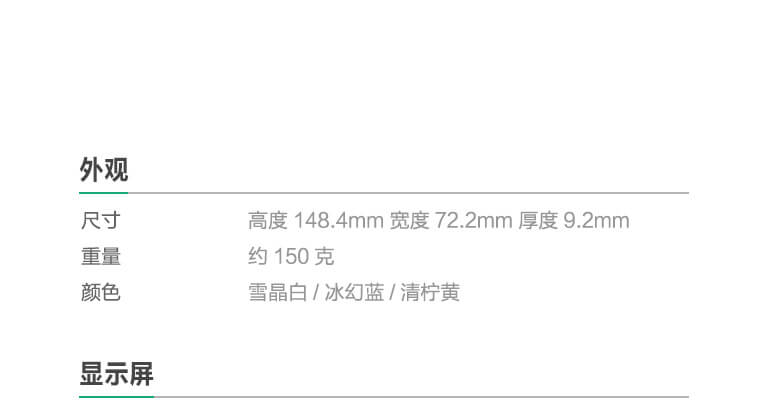 外观
尺寸 高度 148.4mm 宽度 72.2mm 厚度 9.2mm
重量 约 150 克
颜色 雪晶白 / 冰幻蓝 / 清柠黄
显示屏